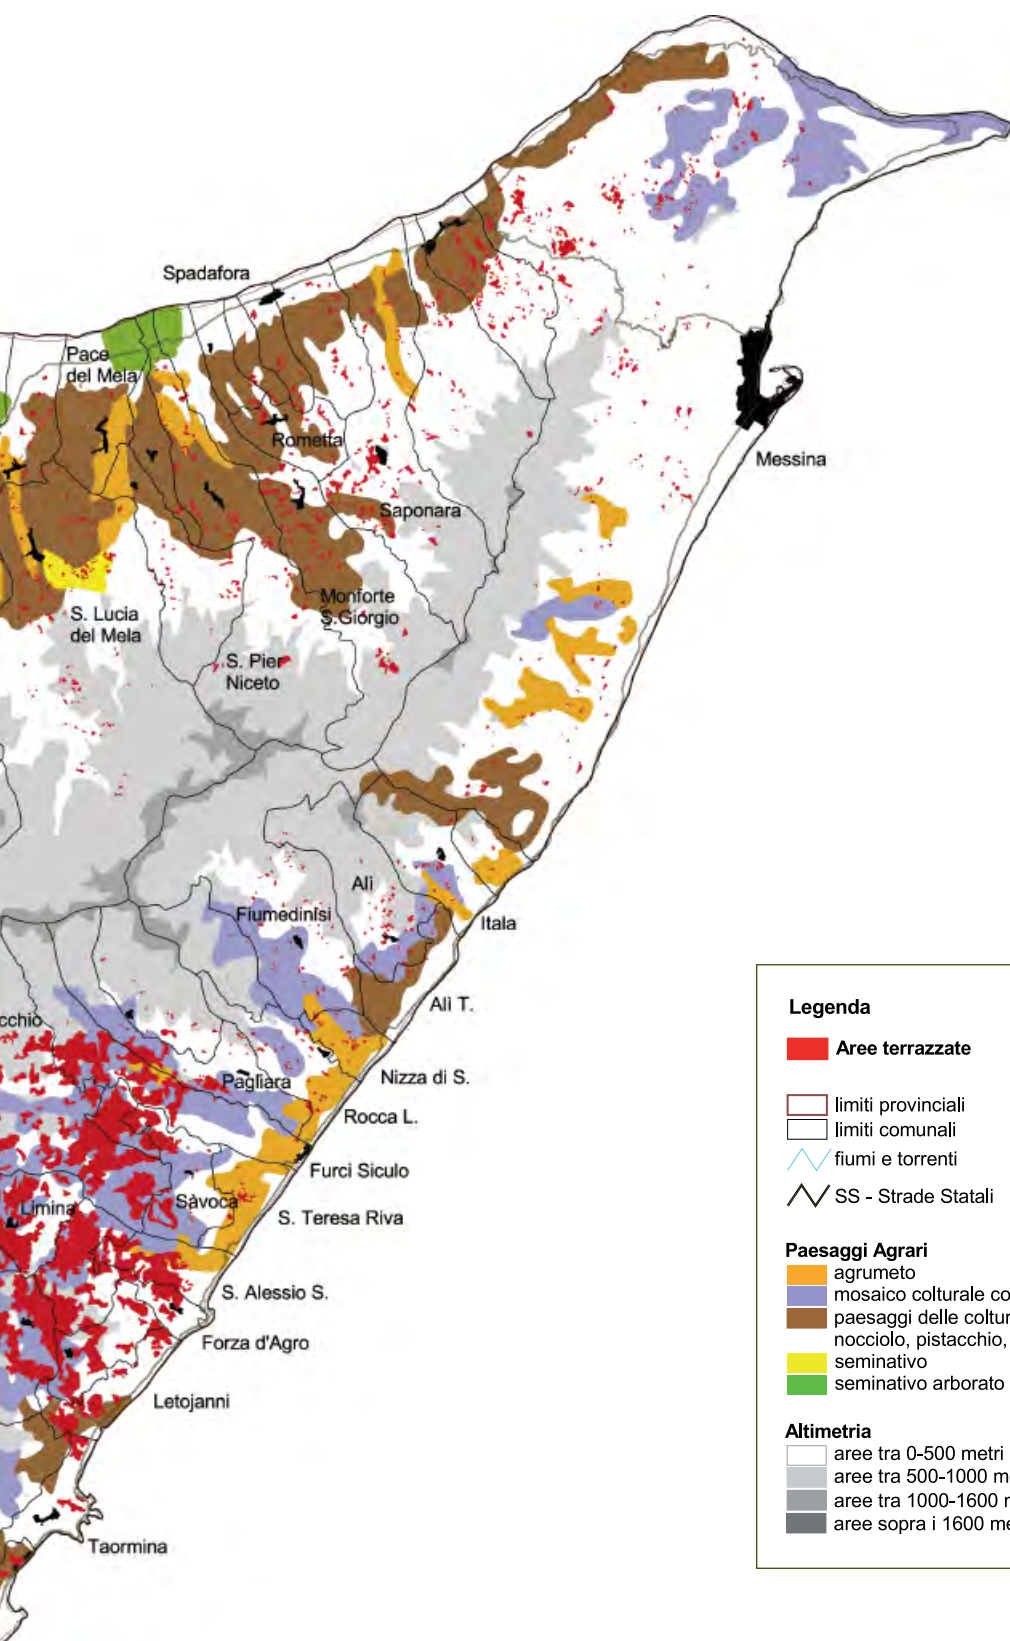 Spadafora
Pace
del Mela
Rometta
Messina
Saponara
Monforte
S.Giorgio
S. Lucia
del Mela
S. Pier
Niceto
Alì
Fiumedinisi
Itala
Alì T.
cchio
Pagliara
Nizza di S.
Rocca L.
Furci Siculo
Limina
Sàvoca
S. Teresa Riva
S. Alessio S.
Forza d'Agro
Letojanni
Taormina
Legenda
Aree terrazzate
limiti provinciali
limiti comunali
fiumi e torrenti
SS - Strade Statali
Paesaggi Agrari
agrumeto
mosaico colturale co
paesaggi delle coltur
nocciolo, pistacchio,
seminativo
seminativo arborato
Altimetria
aree tra 0-500 metri
aree tra 500-1000 m
aree tra 1000-1600 r
aree sopra i 1600 me